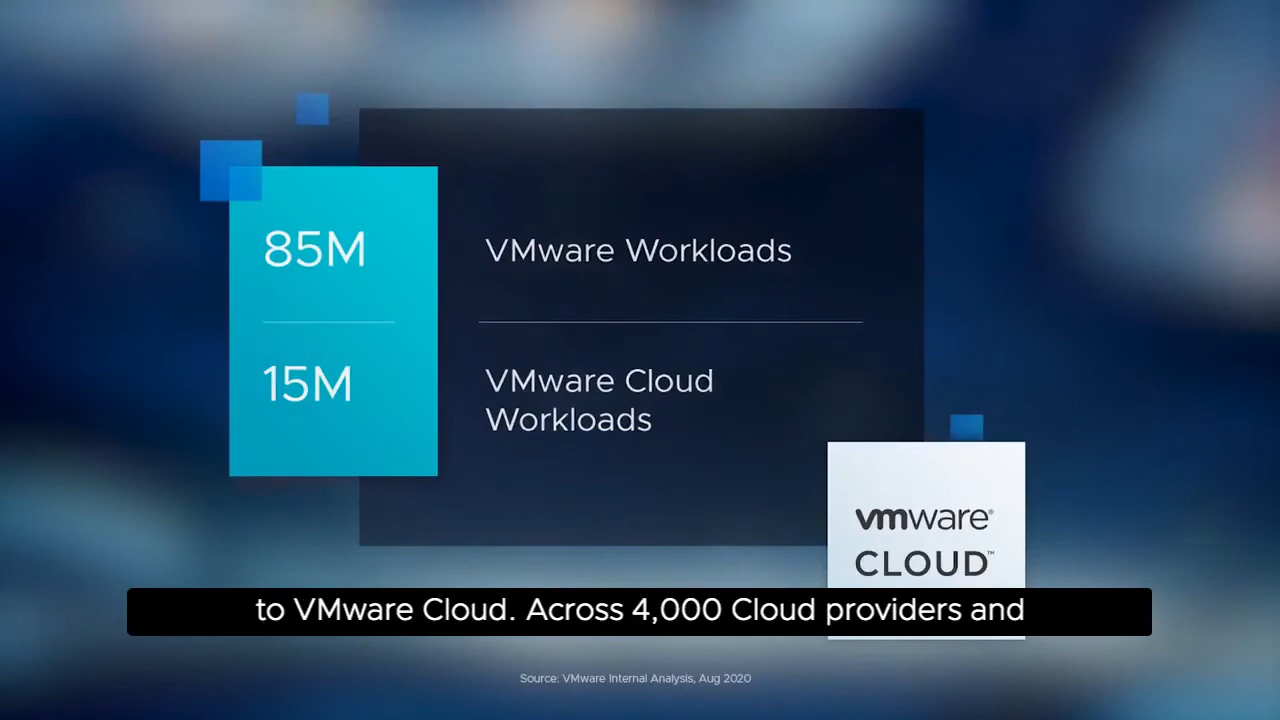 85M
VMware Workloads
15M
VMware Cloud
Workloads
vmware®
CLOUD™
to VMware Cloud. Across 4,000 Cloud providers and
Source: VMware Internal Analysis, Aug 2020